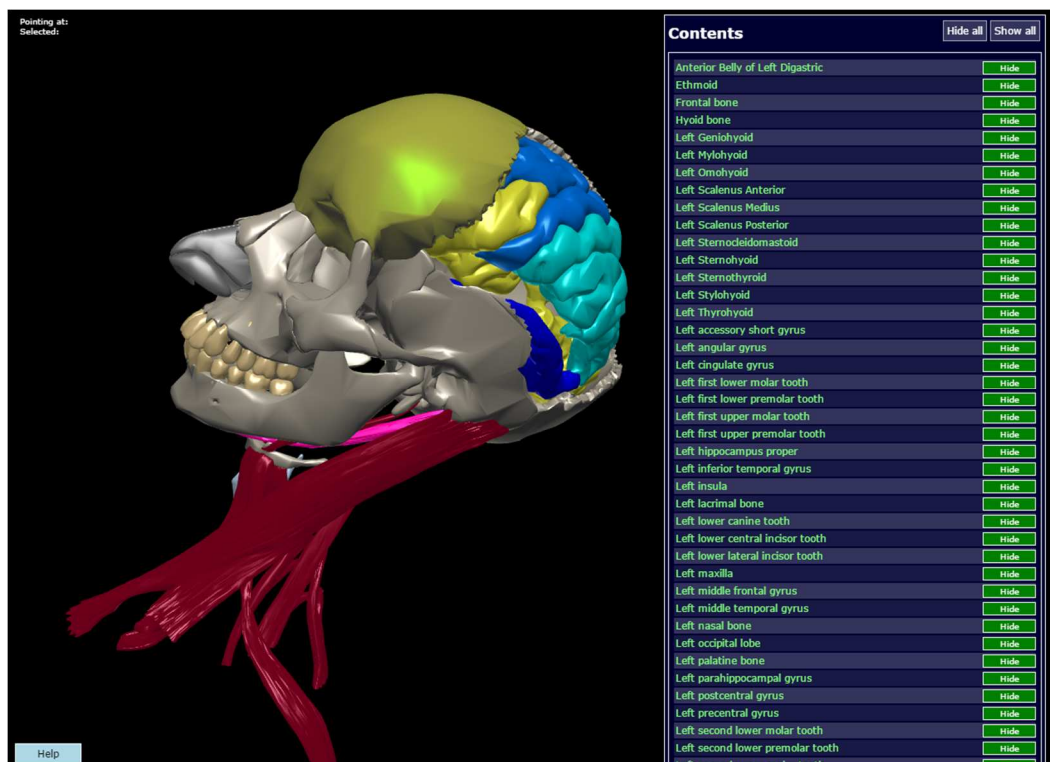 Pointing at:
Selected:
Contents
Hide all
Show all
Anterior Belly of Left Digastric Hide
Ethmoid Hide
Frontal bone Hide
Hyoid bone Hide
Left Geniohyoid Hide
Left Mylohyoid Hide
Left Omohyoid Hide
Left Scalenus Anterior Hide
Left Scalenus Medius Hide
Left Scalenus Posterior Hide
Left Sternocleidomastoid Hide
Left Sternohyoid Hide
Left Sternothyroid Hide
Left Stylohyoid Hide
Left Thyrohyoid Hide
Left accessory short gyrus Hide
Left angular gyrus Hide
Left cingulate gyrus Hide
Left first lower molar tooth Hide
Left first lower premolar tooth Hide
Left first upper molar tooth Hide
Left first upper premolar tooth Hide
Left hippocampus proper Hide
Left inferior temporal gyrus Hide
Left insula Hide
Left lacrimal bone Hide
Left lower canine tooth Hide
Left lower central incisor tooth Hide
Left lower lateral incisor tooth Hide
Left maxilla Hide
Left middle frontal gyrus Hide
Left middle temporal gyrus Hide
Left nasal bone Hide
Left occipital lobe Hide
Left palatine bone Hide
Left parahippocampal gyrus Hide
Left postcentral gyrus Hide
Left precentral gyrus Hide
Left second lower molar tooth Hide
Left second lower premolar tooth Hide
Help